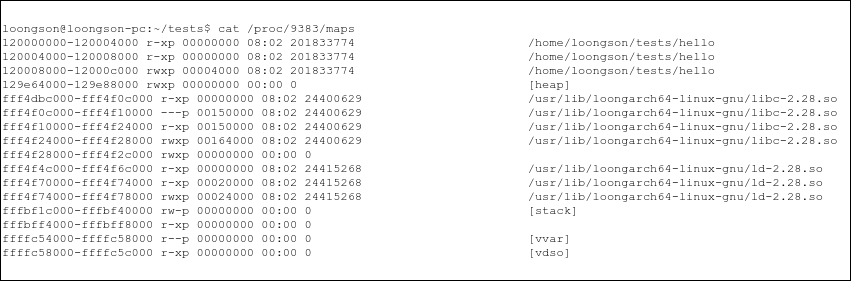 loongson@loongson-pc:~/tests$ cat /proc/9383/maps
120000000-120004000 r-xp 00000000 08:02 201833774 /home/loongson/tests/hello
120004000-120008000 r-xp 00000000 08:02 201833774 /home/loongson/tests/hello
120008000-12000c000 rwxp 00004000 08:02 201833774 /home/loongson/tests/hello
129e64000-129e88000 rwxp 00000000 00:00 0 [heap]
fff4dbc000-fff4f0c000 r-xp 00000000 08:02 24400629 /usr/lib/loongarch64-linux-gnu/libc-2.28.so
fff4f0c000-fff4f10000 ---p 00150000 08:02 24400629 /usr/lib/loongarch64-linux-gnu/libc-2.28.so
fff4f10000-fff4f24000 r-xp 00150000 08:02 24400629 /usr/lib/loongarch64-linux-gnu/libc-2.28.so
fff4f24000-fff4f28000 rwxp 00164000 08:02 24400629 /usr/lib/loongarch64-linux-gnu/libc-2.28.so
fff4f28000-fff4f2c000 rwxp 00000000 00:00 0
fff4f4c000-fff4f6c000 r-xp 00000000 08:02 24415268 /usr/lib/loongarch64-linux-gnu/ld-2.28.so
fff4f70000-fff4f74000 r-xp 00020000 08:02 24415268 /usr/lib/loongarch64-linux-gnu/ld-2.28.so
fff4f74000-fff4f78000 rwxp 00024000 08:02 24415268 /usr/lib/loongarch64-linux-gnu/ld-2.28.so
fffbf1c000-fffbf40000 rw-p 00000000 00:00 0 [stack]
fffbff4000-fffbff8000 r-xp 00000000 00:00 0
ffffc54000-ffffc58000 r--p 00000000 00:00 0 [vvar]
ffffc58000-ffffc5c000 r-xp 00000000 00:00 0 [vdso]